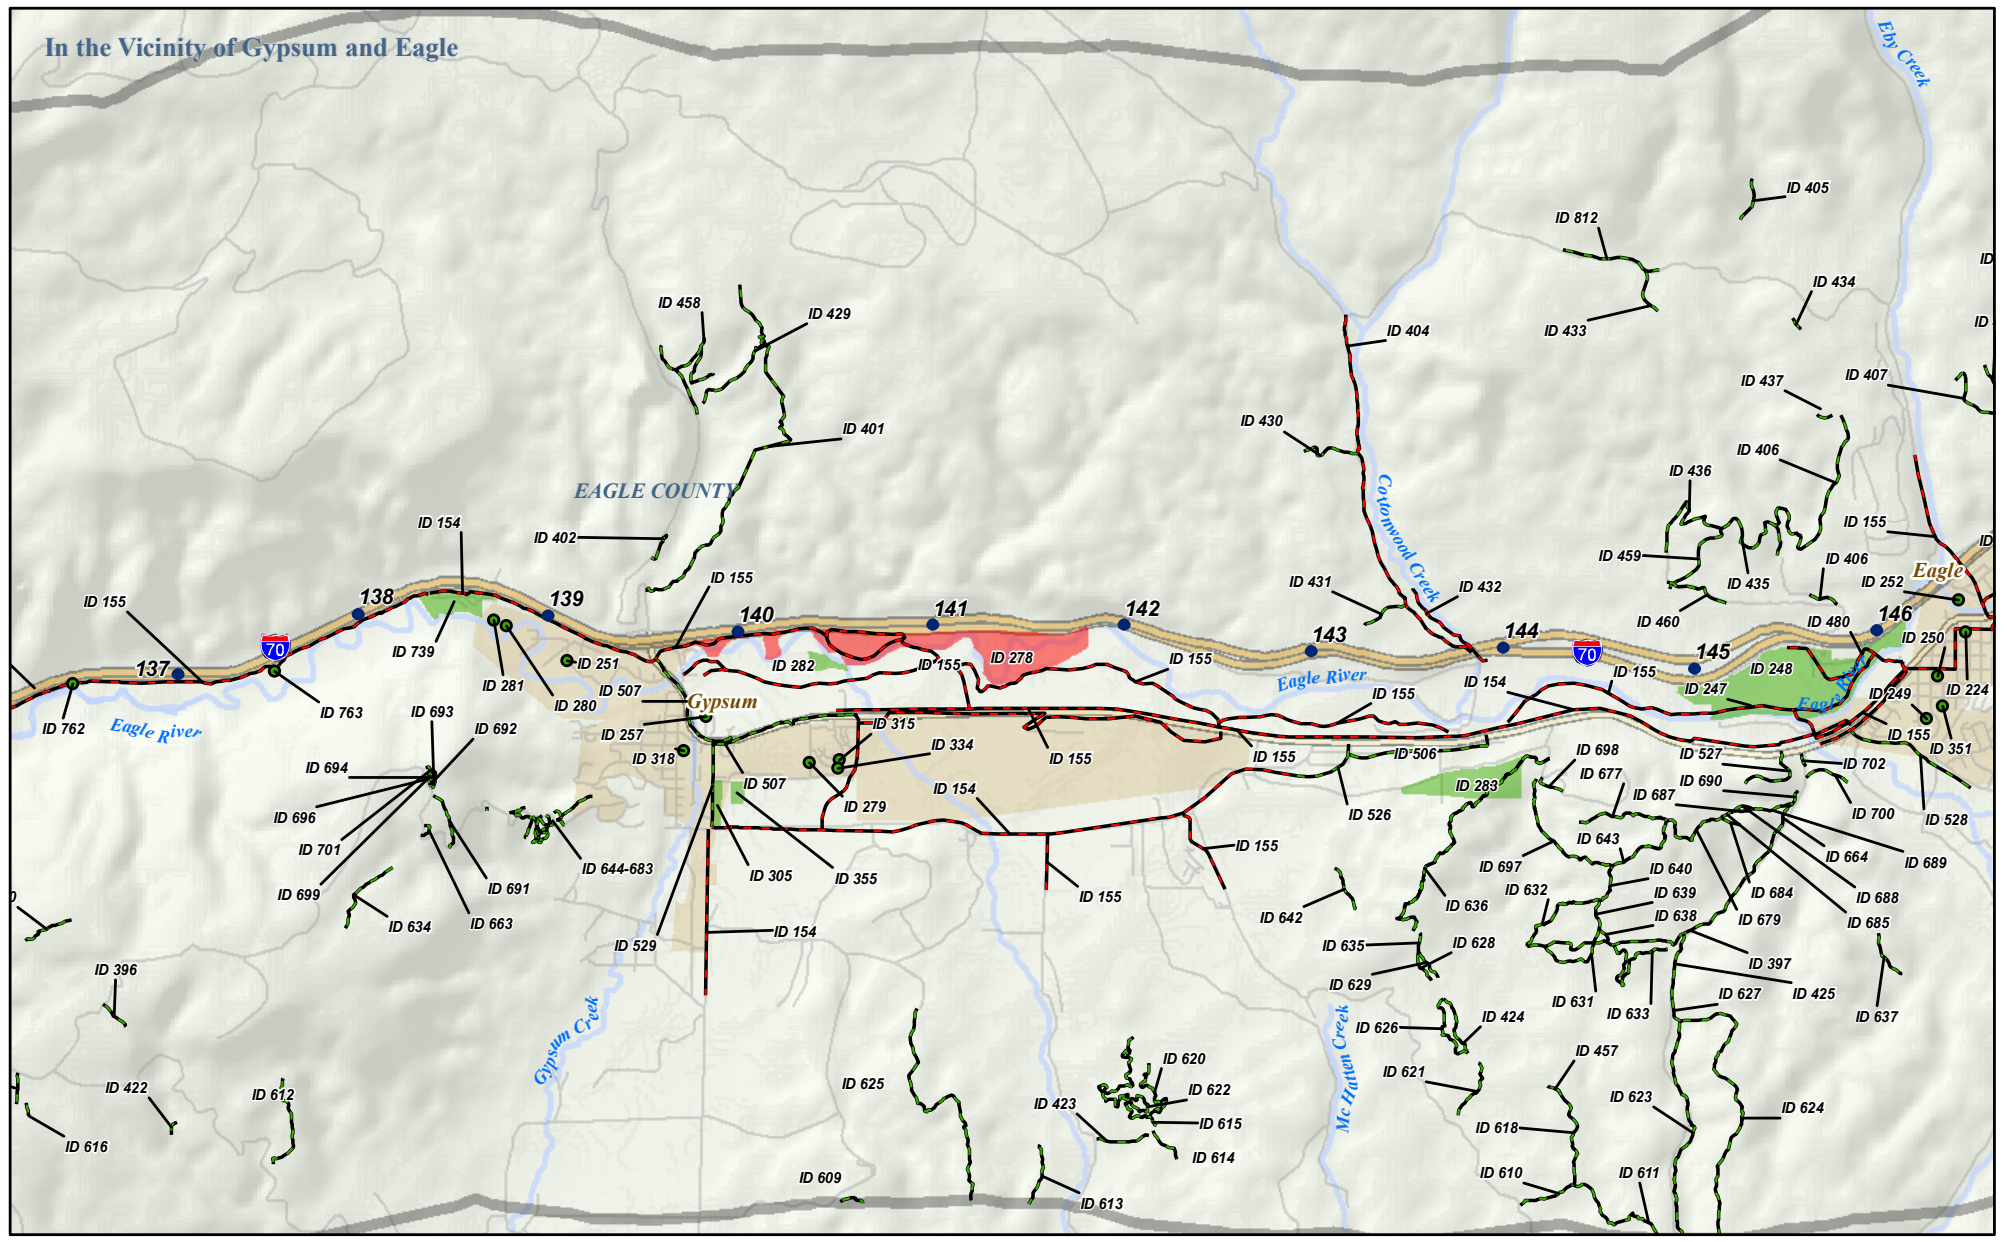 In the Vicinity of Gypsum and Eagle
Eby Creek
ID 405
ID 812
ID
ID 434
ID 458
ID 429
ID 433
ID 404
ID
ID 437
ID 407
ID 401
ID 430
ID 406
ID 436
EAGLE COUNTY
Cottonwood Creek
ID 154
ID 402
ID 155
ID 459
ID 435
ID 406
ID 252
Eagle
ID
ID 155
ID 155
138
139
140
141
142
143
144
145
146
137
70
70
ID 431
ID 432
ID 460
ID 480
ID 250
ID 739
ID 251
ID 282
ID 155
ID 278
ID 155
ID 281
ID 280
ID 507
Gypsum
Eagle River
ID 155
ID 154
ID 155
ID 248
ID 247
Eagle River
ID 249
ID 224
ID 762
Eagle River
ID 763
ID 693
ID 692
ID 257
ID 318
ID 315
ID 334
ID 507
ID 279
ID 155
ID 155
ID 506
ID 698
ID 677
ID 527
ID 690
ID 702
ID 155
ID 351
ID 694
ID 696
ID 701
ID 699
ID 691
ID 663
ID 634
ID 644-683
ID 154
ID 526
ID 283
ID 687
ID 700
ID 528
ID 305
ID 355
ID 155
ID 155
ID 697
ID 643
ID 664
ID 689
ID 529
ID 154
ID 642
ID 636
ID 632
ID 640
ID 639
ID 638
ID 684
ID 679
ID 688
ID 685
0
ID 396
ID 635
ID 628
ID 629
ID 397
ID 425
ID 631
ID 633
ID 627
ID 637
Gypsum Creek
Mc Hatten Creek
ID 626
ID 424
ID 422
ID 612
ID 616
ID 625
ID 620
ID 622
ID 423
ID 615
ID 614
ID 609
ID 613
ID 621
ID 457
ID 623
ID 624
ID 618
ID 610
ID 611